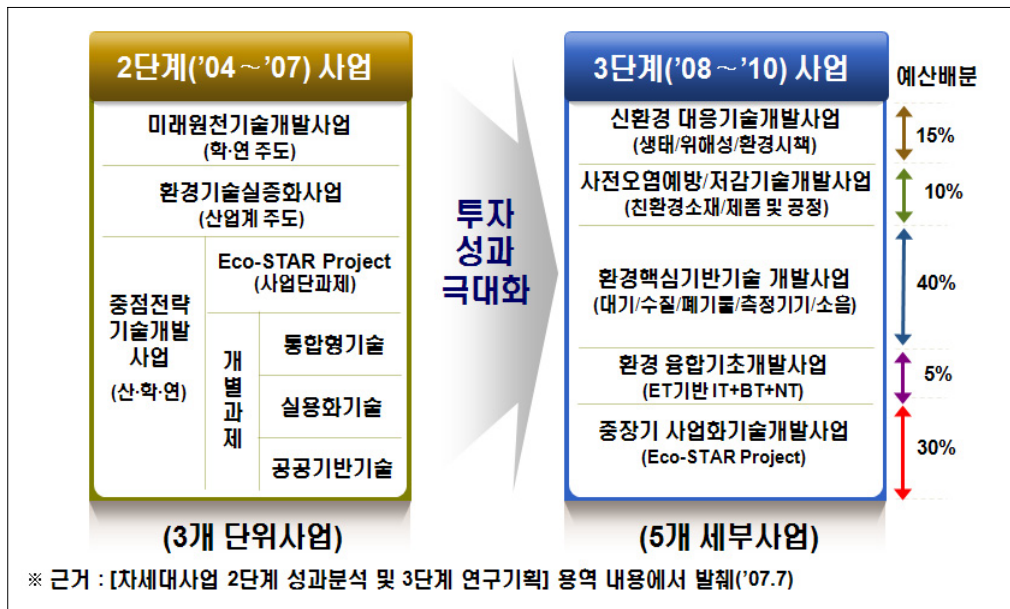 2단계('04～'07) 사업
미래원천기술개발사업
(학·연 주도)
환경기술실증화사업
(산업계 주도)
중점전략
기술개발
사업
(산·학·연)
Eco-STAR Project
(사업단과제)
개
별
과
제
통합형기술
실용화기술
공공기반기술
(3개 단위사업)
투자
성과
극대화
3단계('08～'10) 사업
신환경 대응기술개발사업
(생태/위해성/환경시책)
사전오염예방/저감기술개발사업
(친환경소재/제폼 및 공정)
환경핵심기반기술 개발사업
(대기/수질/폐기물/측정기기/소음)
환경 융합기초개발사업
(ET기반 IT+BT+NT)
중장기 사업화기술개발사업
(Eco-STAR Project)
(5개 세부사업)
예산배분
15%
10%
40%
5%
30%
※ 근거 : [차세대사업 2단계 성과분석 및 3단계 연구기획] 용역 내용에서 발췌('07.7)